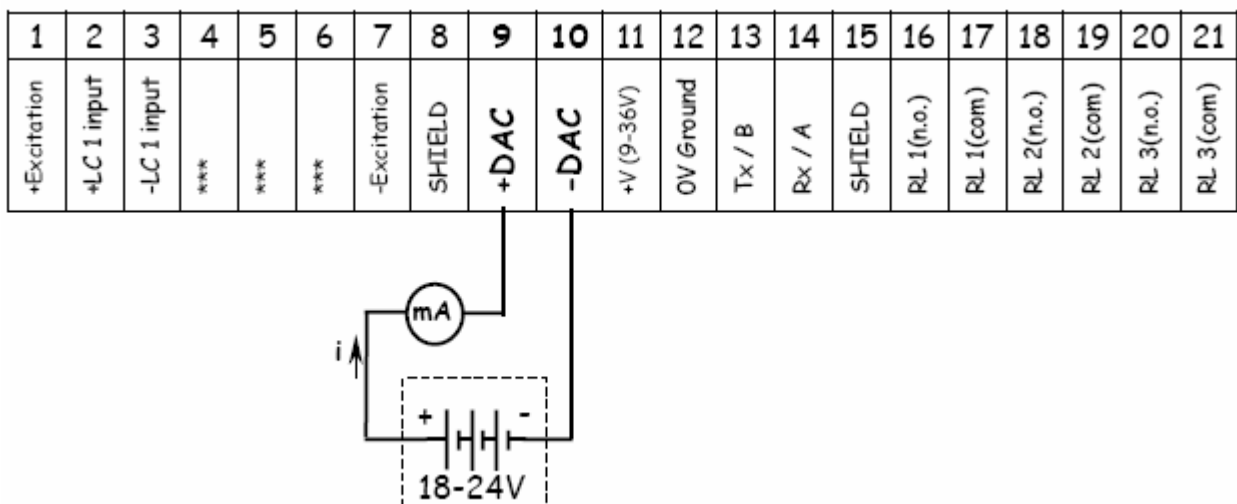 1 2 3 4 5 6 7 8 9 10 11 12 13 14 15 16 17 18 19 20 21
+Excitation
+LC 1 input
-LC 1 input
***
***
***
-Excitation
SHIELD
+DAC
-DAC
+V (9-36V)
0V Ground
Tx / B
Rx / A
SHIELD
RL 1(n.o.)
RL 1(com)
RL 2(n.o.)
RL 2(com)
RL 3(n.o.)
RL 3(com)
mA
i
+ -
18-24V